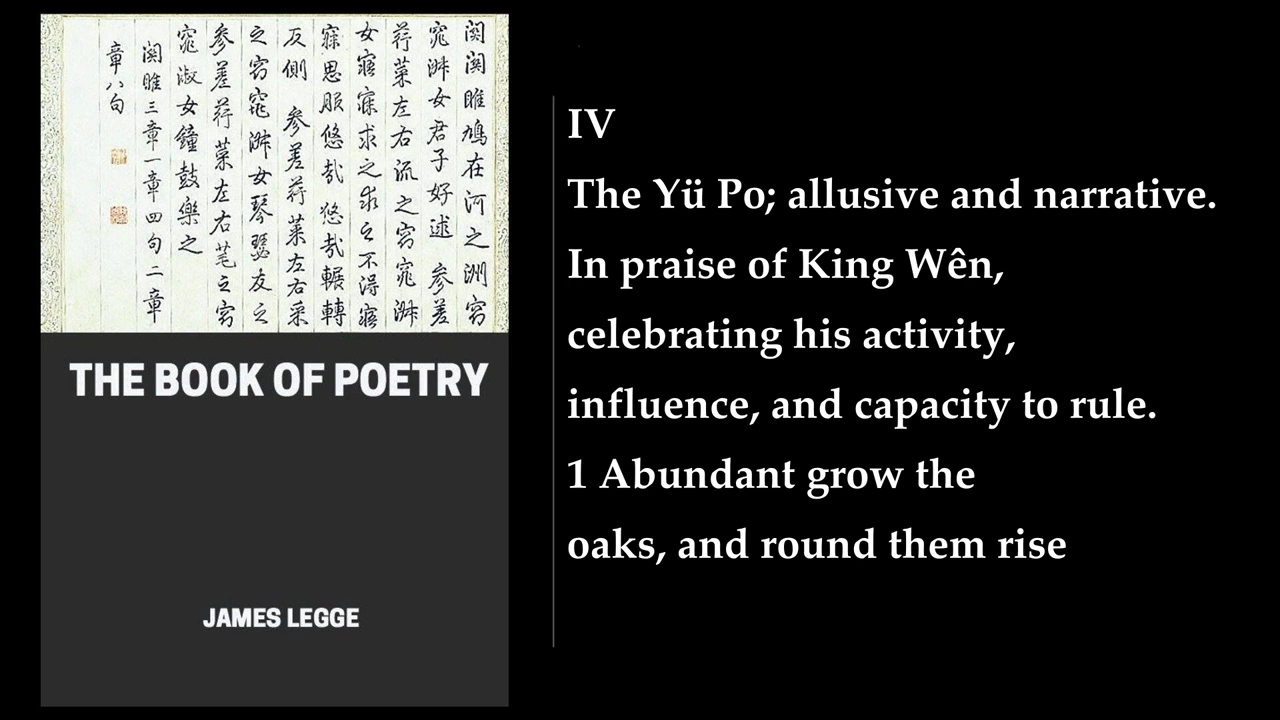 関関雎鳩在河之洲窈
窕淑女君子好逑 參差
荇菜左右流之窈窕淑
女寤寐求之求之不得寤
寐思服悠哉悠哉輾轉
反側 參差荇菜左右采
之窈窕淑女琴瑟友之
參差荇菜左右芼之窈
窕淑女鐘鼓樂之
関雎三章一章四句二章
章八句
THE BOOK OF POETRY
JAMES LEGGE
IV
The Yü Po; allusive and narrative.
In praise of King Wên,
celebrating his activity,
influence, and capacity to rule.
1 Abundant grow the
oaks, and round them rise